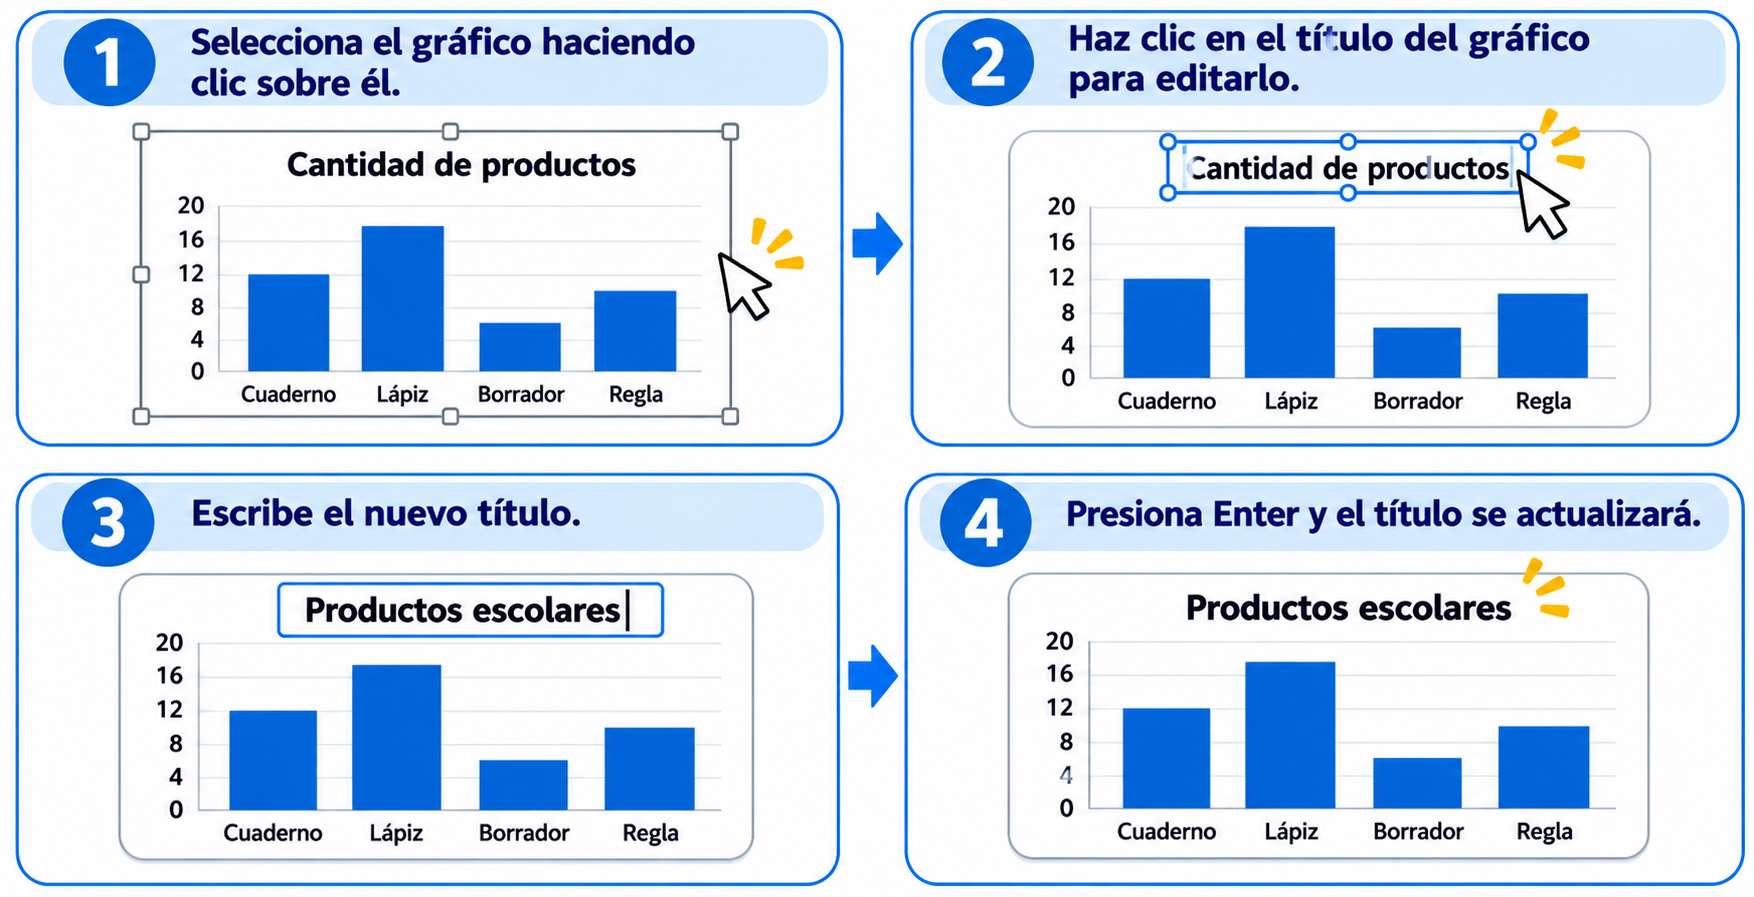 1
Selecciona el gráfico haciendo
clic sobre él.
Cantidad de productos
20
16
12
8
4
0
Cuaderno Lápiz Borrador Regla
2
Haz clic en el título del gráfico
para editarlo.
Cantidad de productos
20
16
12
8
4
0
Cuaderno Lápiz Borrador Regla
3
Escribe el nuevo título.
Productos escolares
20
16
12
8
4
0
Cuaderno Lápiz Borrador Regla
4
Presiona Enter y el título se actualizará.
Productos escolares
20
16
12
8
4
0
Cuaderno Lápiz Borrador Regla